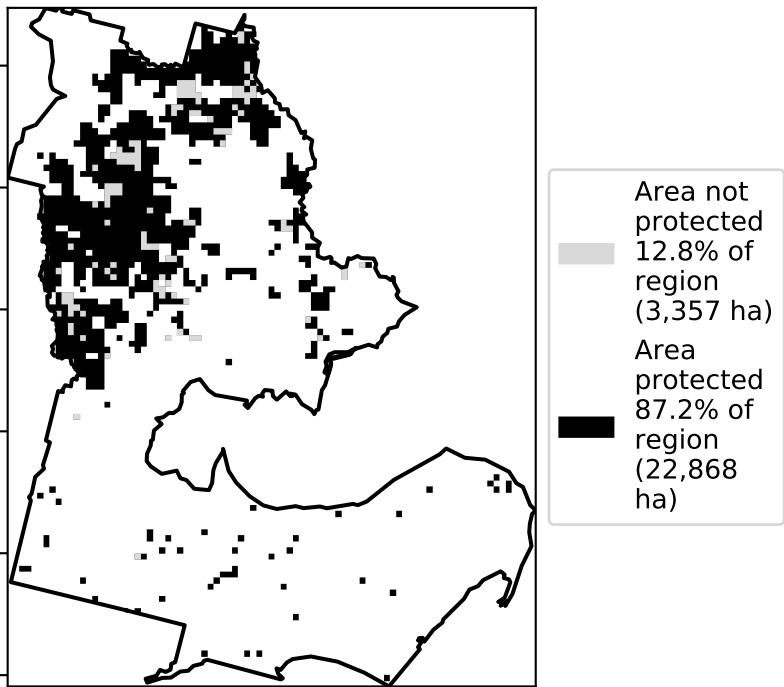 Area not
protected
12.8% of
region
(3,357 ha)
Area
protected
87.2% of
region
(22,868
ha)